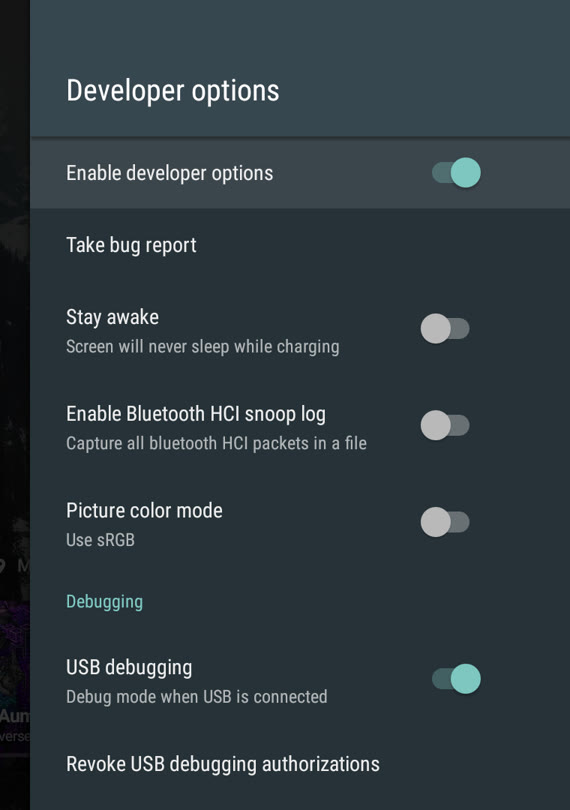 Developer options
Enable developer options
Take bug report
Stay awake
Screen will never sleep while charging
Enable Bluetooth HCI snoop log
Capture all bluetooth HCI packets in a file
Picture color mode
Use sRGB
Debugging
USB debugging
Debug mode when USB is connected
Revoke USB debugging authorizations